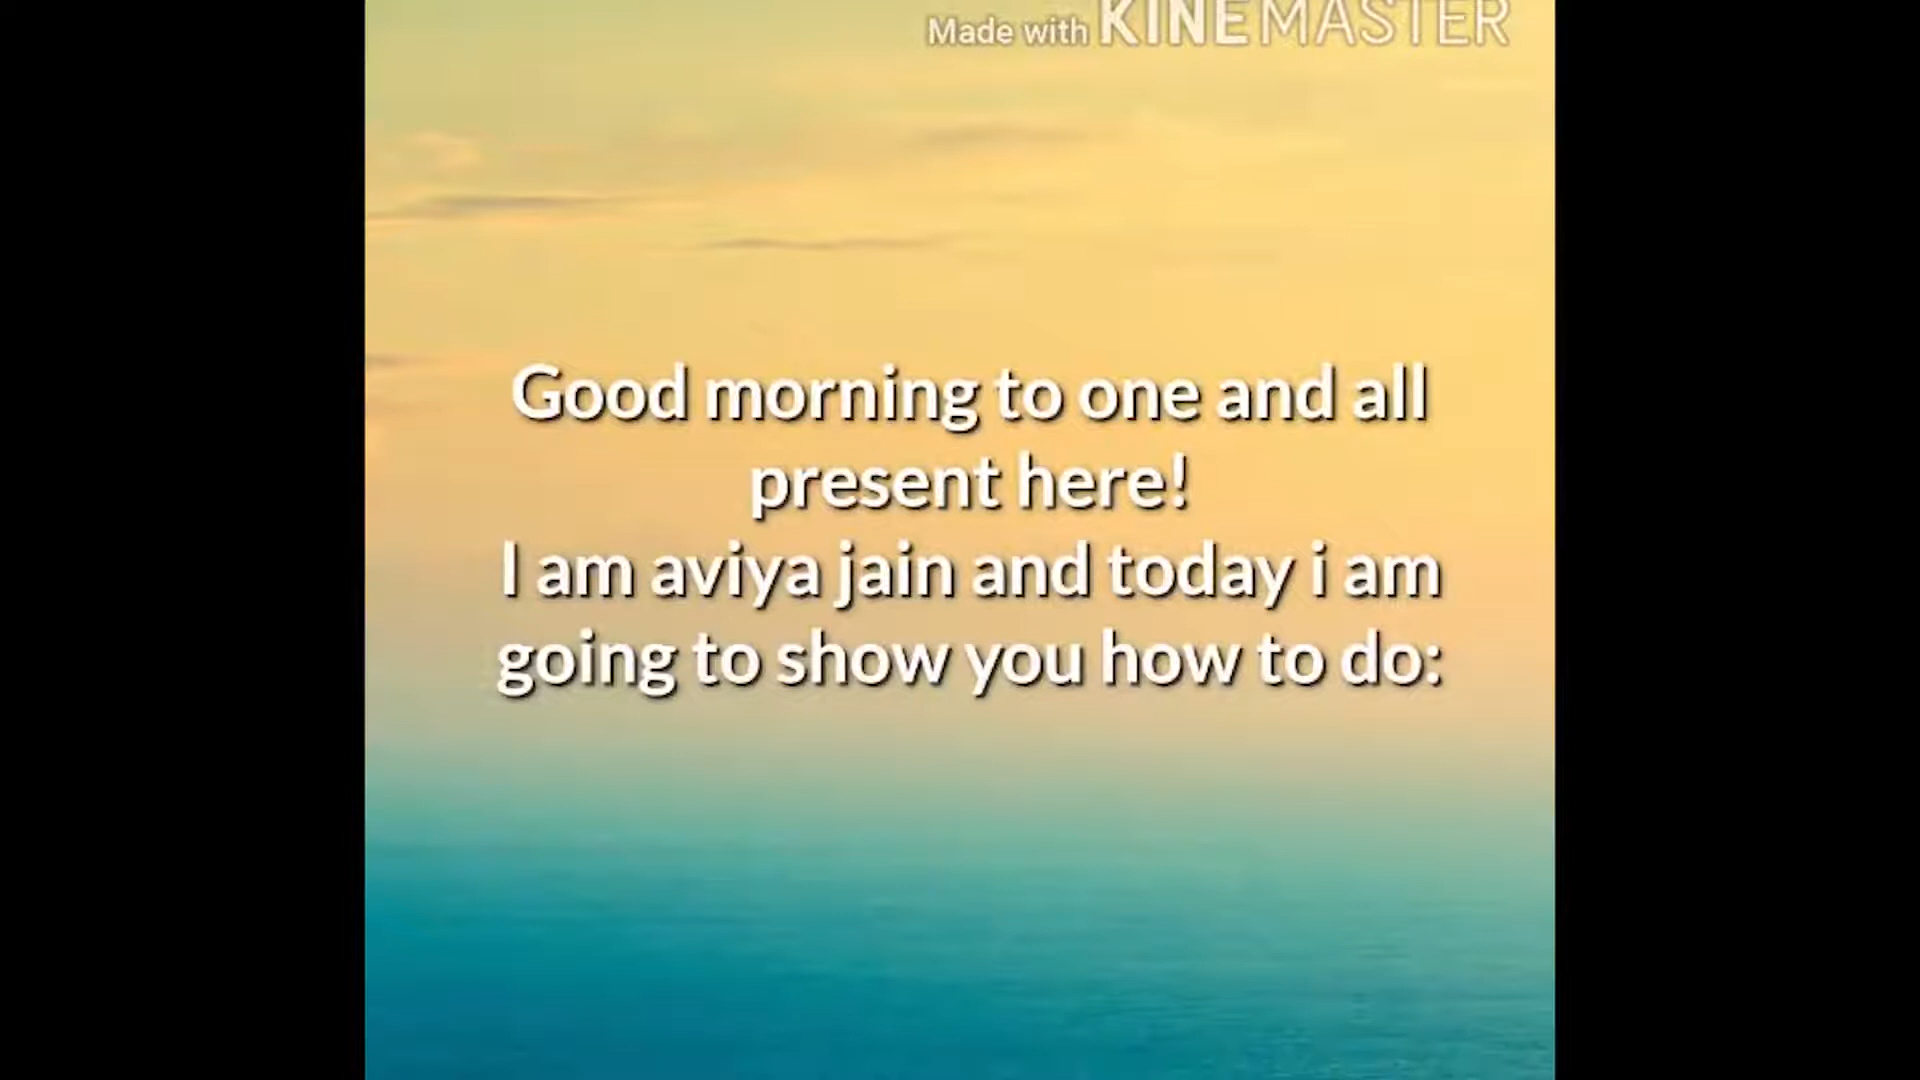 Made with KINEMASTER
Good morning to one and all
present here!
I am aviya jain and today i am
going to show you how to do: